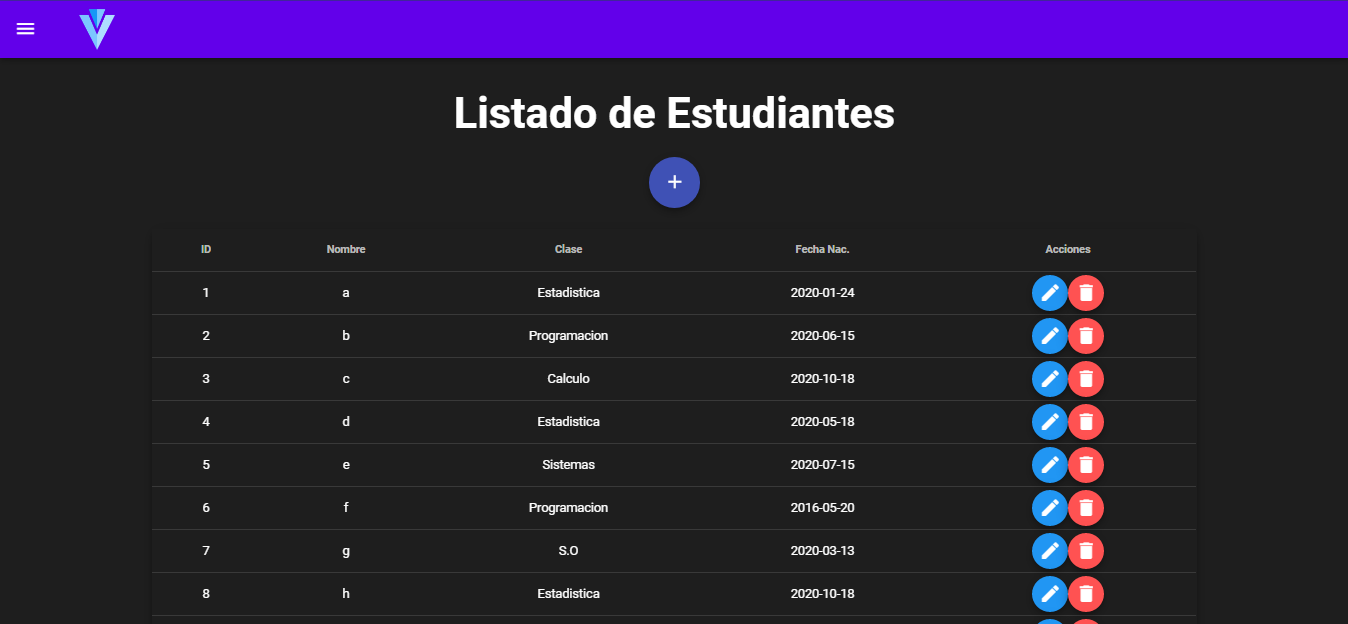 Listado de Estudiantes
+
ID Nombre Clase Fecha Nac. Acciones
1 a Estadistica 2020-01-24
2 b Programacion 2020-06-15
3 c Calculo 2020-10-18
4 d Estadistica 2020-05-18
5 e Sistemas 2020-07-15
6 f Programacion 2016-05-20
7 g S.O 2020-03-13
8 h Estadistica 2020-10-18